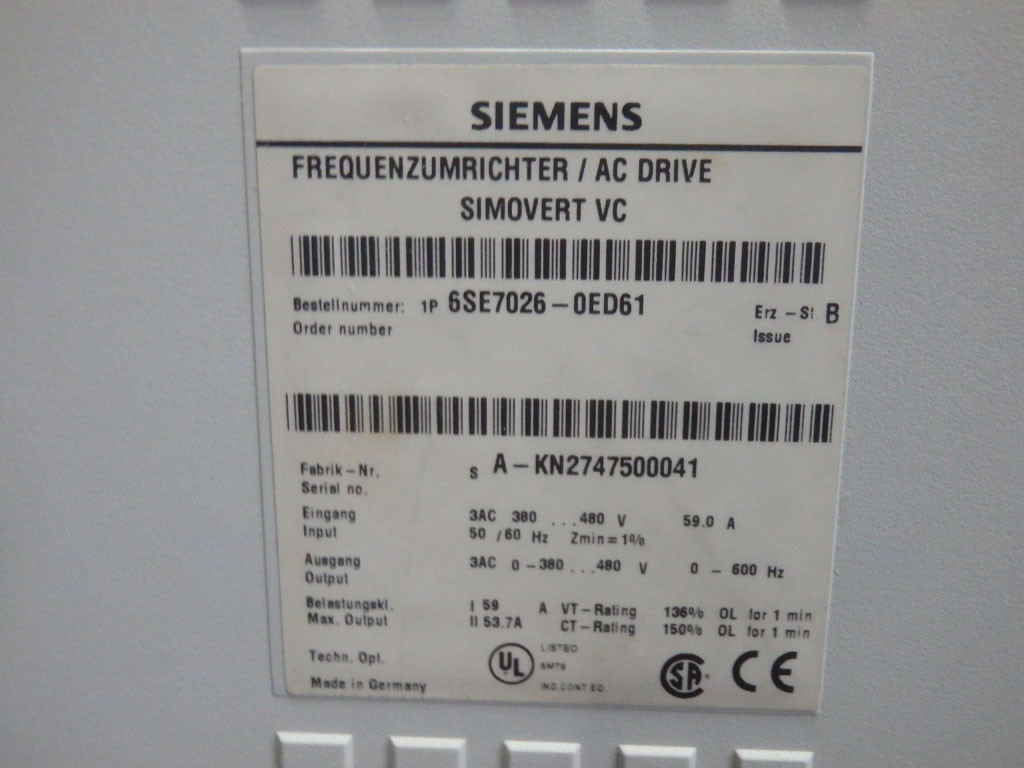 SIEMENS
FREQUENZUMRICHTER / AC DRIVE
SIMOVERT VC
Bestellnummer: 1P 6SE7026-0ED61 Erz.-St. B
Order number Issue
Fabrik-Nr. S A-KN2747500041
Serial no.
Eingang 3AC 380 ...480 V 59.0 A
Input 50 /60 Hz Zmin=1%
Ausgang 3AC 0-380...480 V 0 - 600 Hz
Output
Belastungskl. I 59 A VT-Rating 136% OL for 1 min
Max. Output II 53.7A CT-Rating 150% OL for 1 min
Techn. Opt. UL LISTED SA CE
5M79
Made in Germany IND.CONT.EQ.